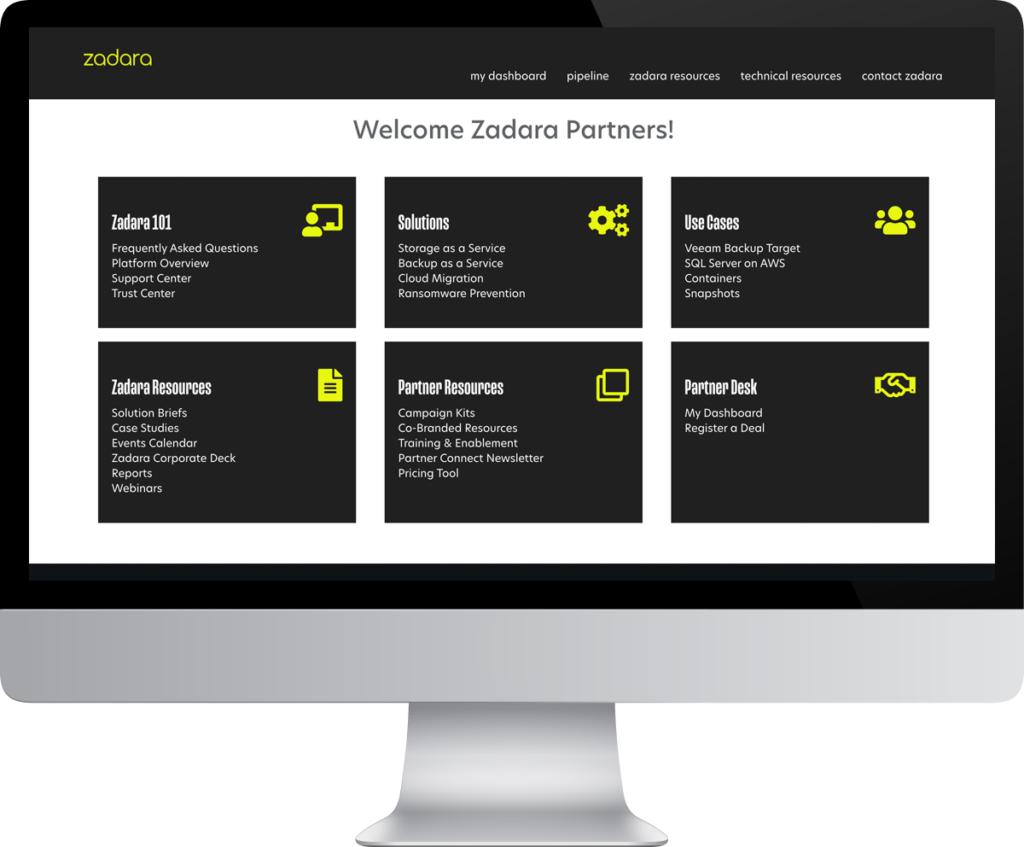 zadara
my dashboard pipeline zadara resources technical resources contact zadara
Welcome Zadara Partners!
Zadara 101
Frequently Asked Questions
Platform Overview
Support Center
Trust Center
Solutions
Storage as a Service
Backup as a Service
Cloud Migration
Ransomware Prevention
Use Cases
Veeam Backup Target
SQL Server on AWS
Containers
Snapshots
Zadara Resources
Solution Briefs
Case Studies
Events Calendar
Zadara Corporate Deck
Reports
Webinars
Partner Resources
Campaign Kits
Co-Branded Resources
Training & Enablement
Partner Connect Newsletter
Pricing Tool
Partner Desk
My Dashboard
Register a Deal